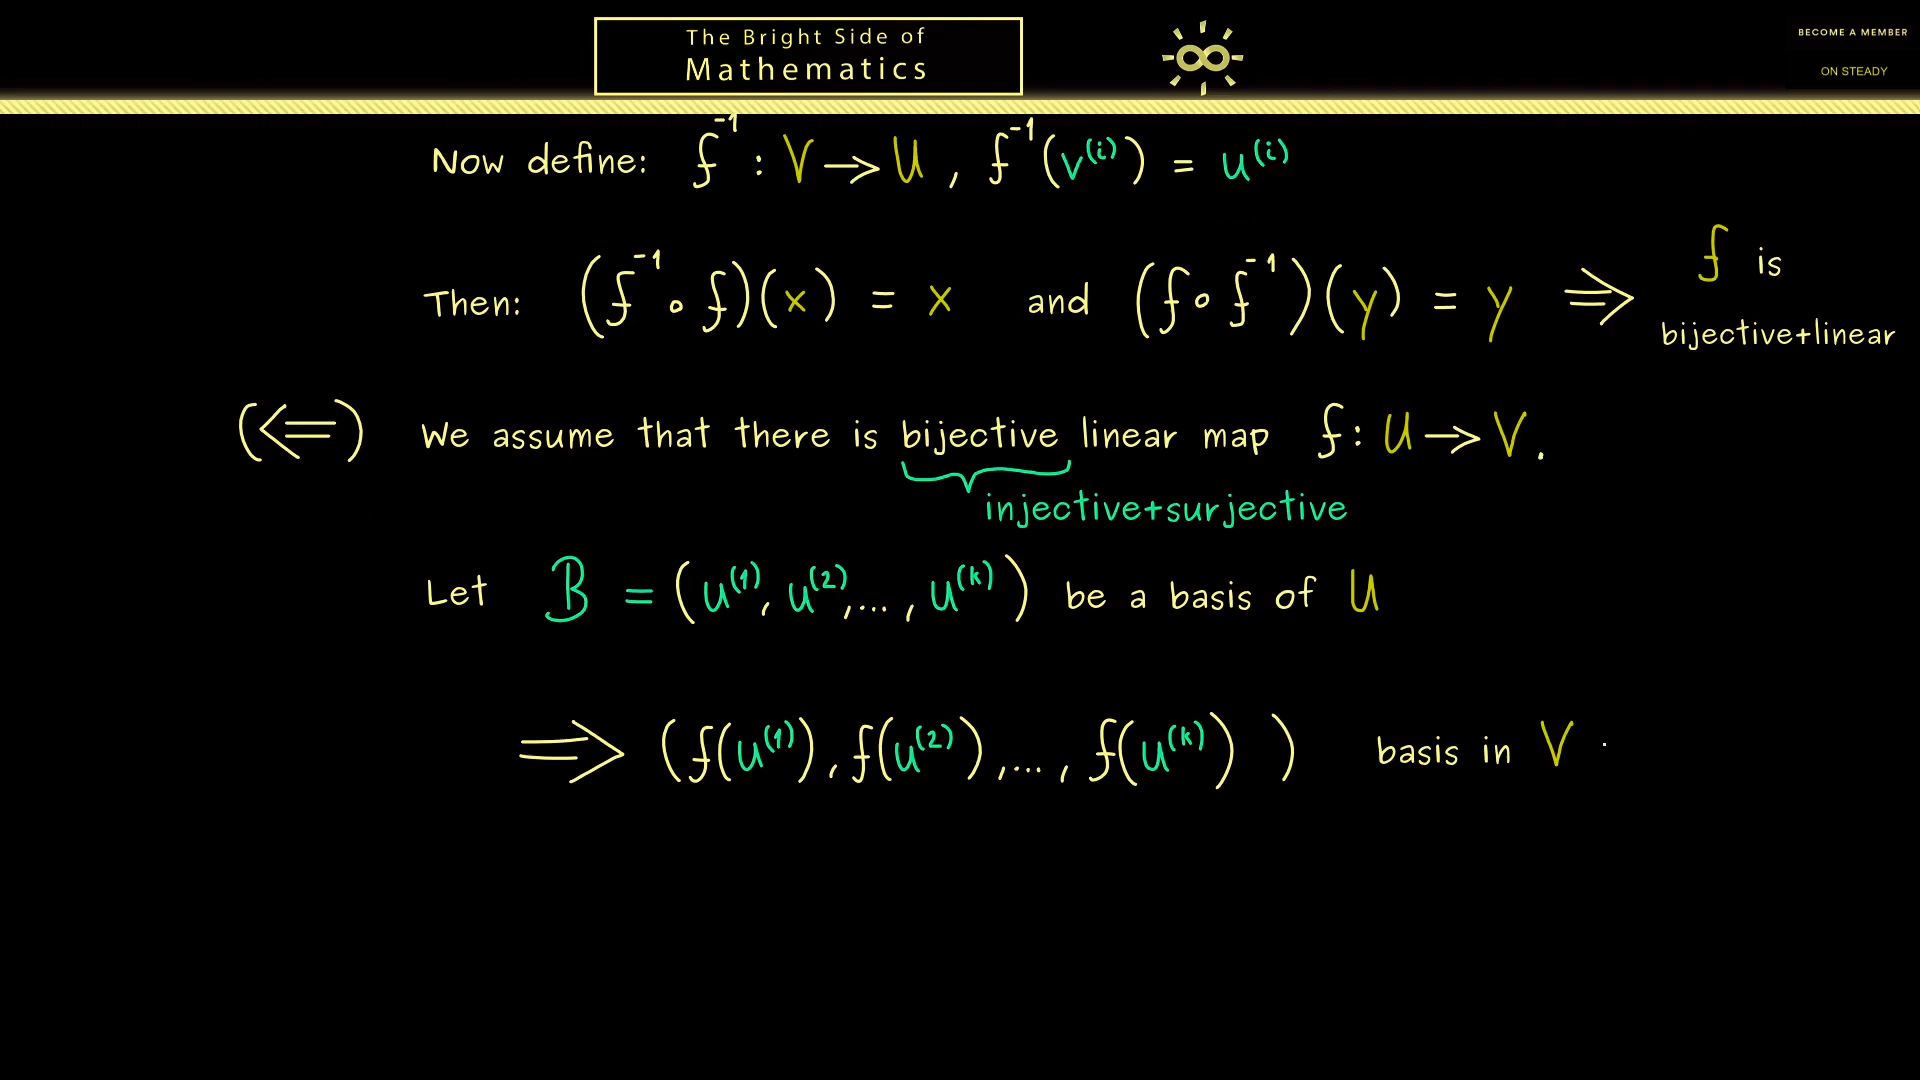 The Bright Side of
Mathematics
BECOME A MEMBER
ON STEADY
Now define: f⁻¹ : V → U , f⁻¹(v⁽ⁱ⁾) = u⁽ⁱ⁾
Then: (f⁻¹ ∘ f)(x) = x and (f ∘ f⁻¹)(y) = y ⟹ f is
bijective+linear
(⟸) We assume that there is bijective linear map f : U → V.
injective+surjective
Let B = (u⁽¹⁾, u⁽²⁾, ... , u⁽ᵏ⁾) be a basis of U
⟹ (f(u⁽¹⁾), f(u⁽²⁾), ... , f(u⁽ᵏ⁾) ) basis in V